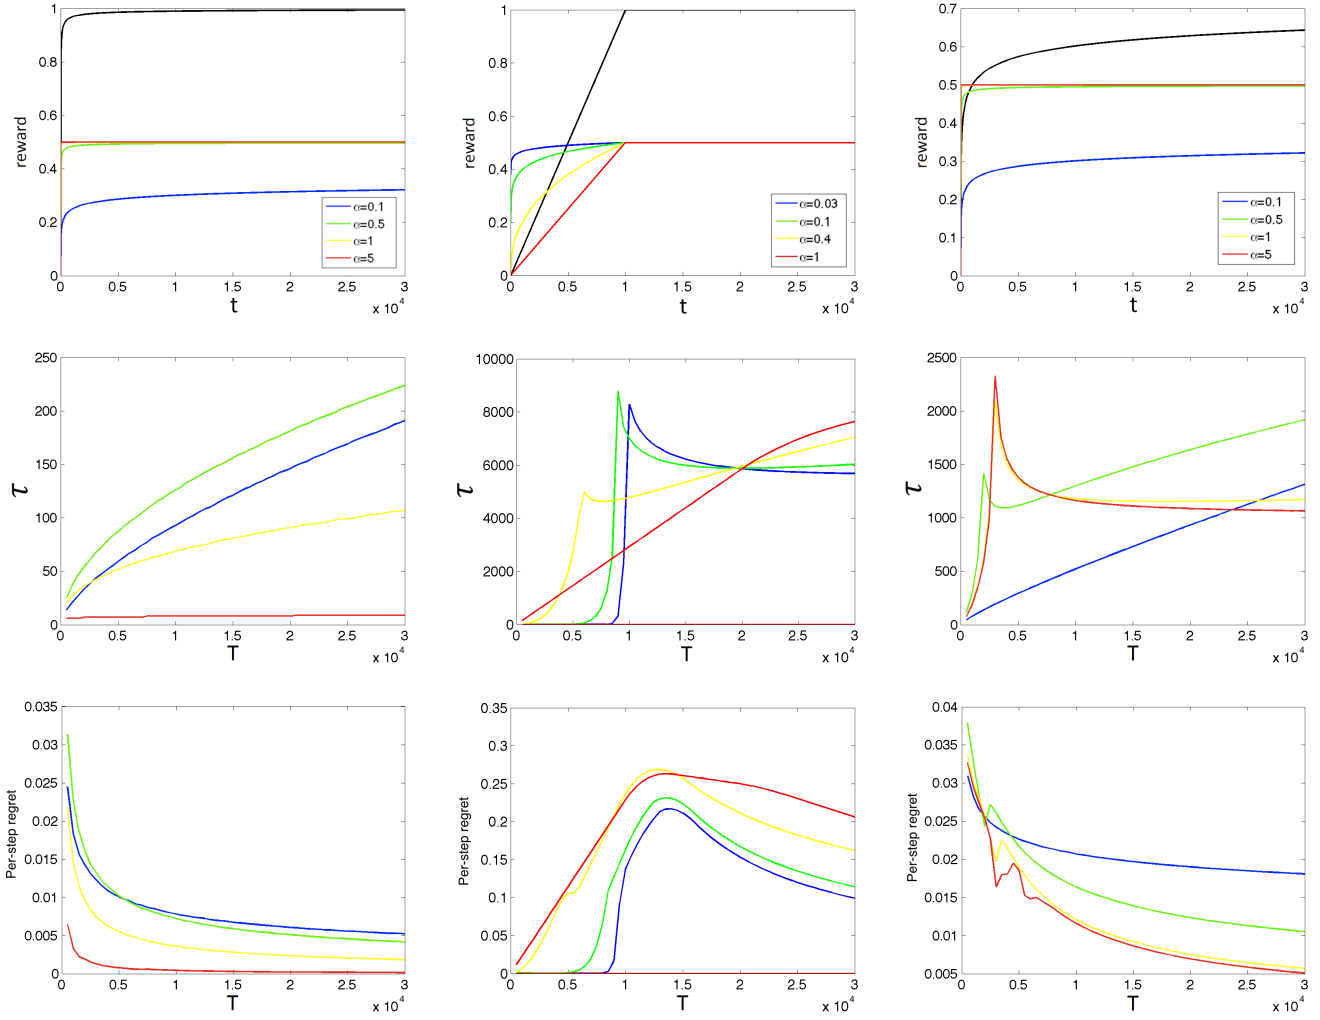 1
0.8
0.6
0.4
0.2
0
reward
0 0.5 1 1.5 2 2.5 3
t
x 10^4
α=0.1
α=0.5
α=1
α=5
1
0.8
0.6
0.4
0.2
0
reward
0 0.5 1 1.5 2 2.5 3
t
x 10^4
α=0.03
α=0.1
α=0.4
α=1
0.7
0.6
0.5
0.4
0.3
0.2
0.1
0
reward
0 0.5 1 1.5 2 2.5 3
t
x 10^4
α=0.1
α=0.5
α=1
α=5
250
200
150
100
50
0
τ
0 0.5 1 1.5 2 2.5 3
T
x 10^4
10000
8000
6000
4000
2000
0
τ
0 0.5 1 1.5 2 2.5 3
T
x 10^4
2500
2000
1500
1000
500
0
τ
0 0.5 1 1.5 2 2.5 3
T
x 10^4
0.035
0.03
0.025
0.02
0.015
0.01
0.005
0
Per-step regret
0 0.5 1 1.5 2 2.5 3
T
x 10^4
0.35
0.3
0.25
0.2
0.15
0.1
0.05
0
Per-step regret
0 0.5 1 1.5 2 2.5 3
T
x 10^4
0.04
0.035
0.03
0.025
0.02
0.015
0.01
0.005
Per-step regret
0 0.5 1 1.5 2 2.5 3
T
x 10^4